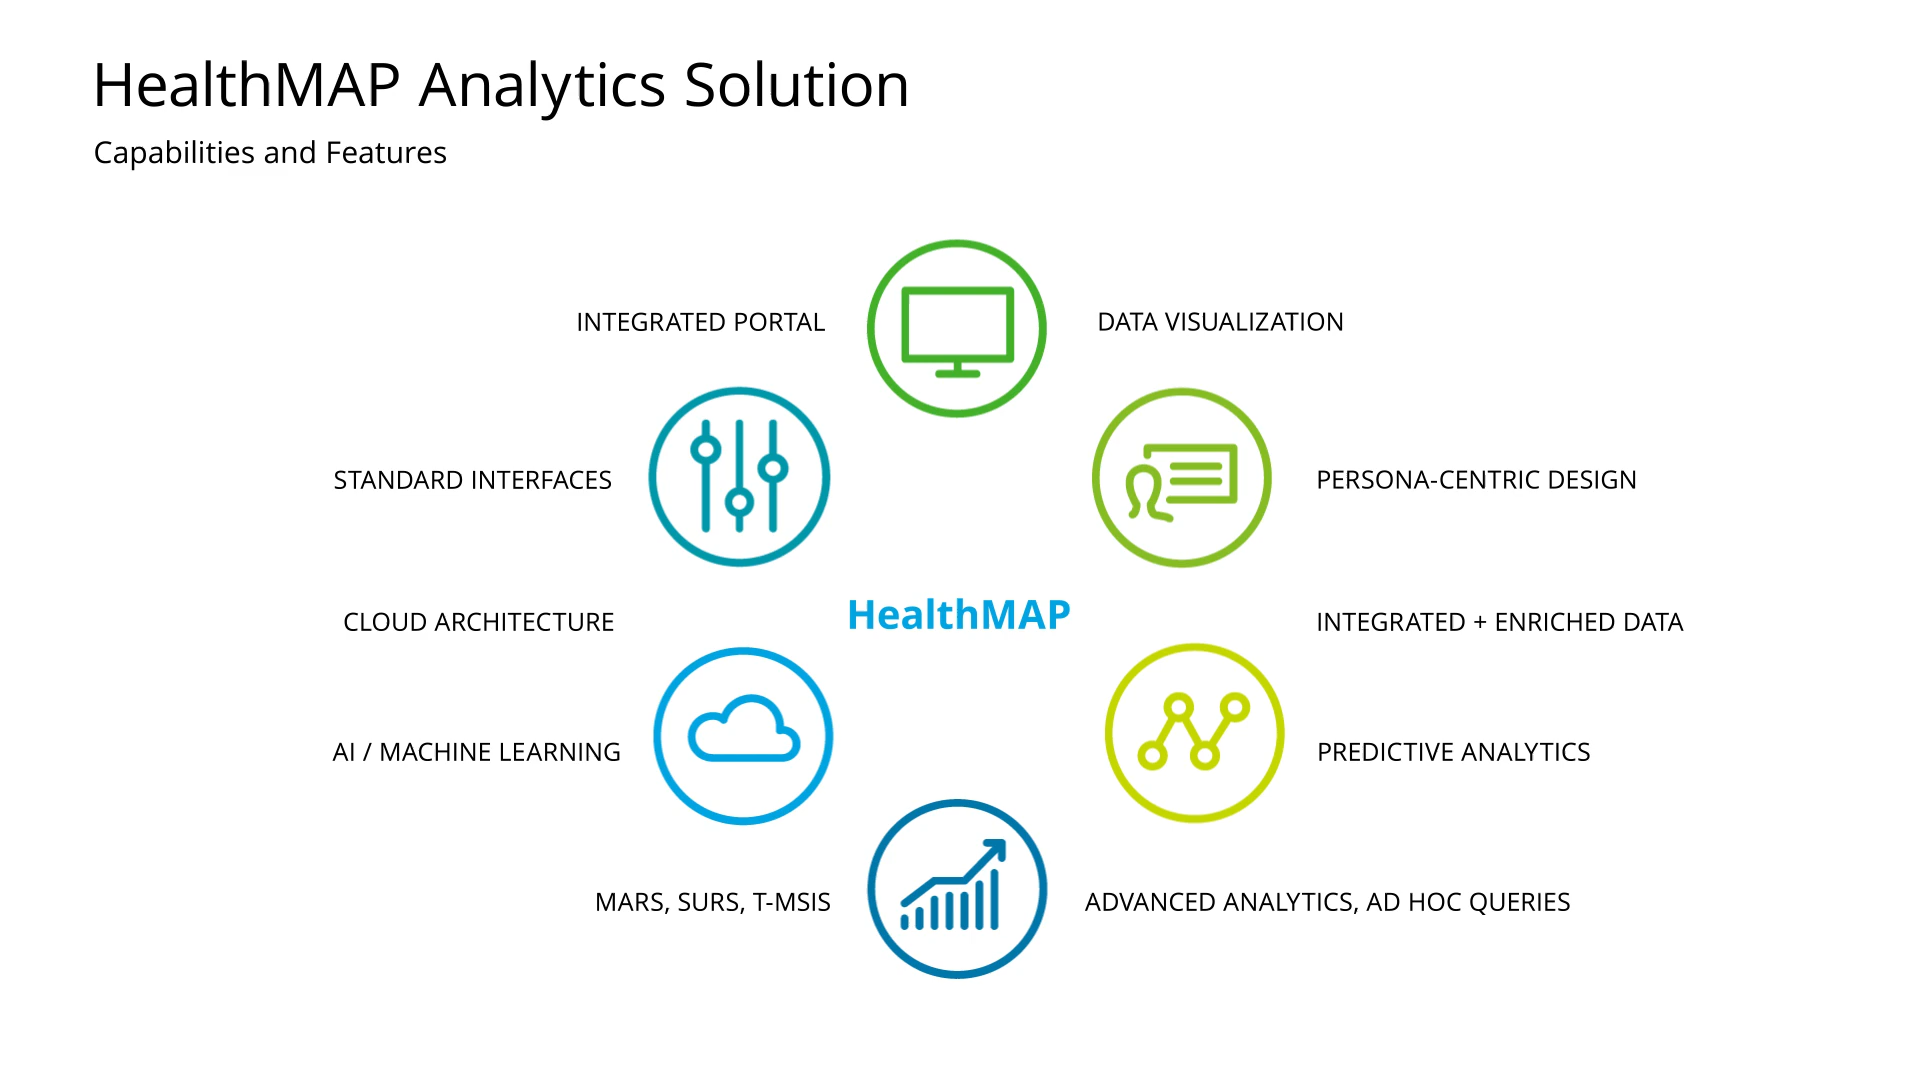 HealthMAP Analytics Solution
Capabilities and Features
INTEGRATED PORTAL
DATA VISUALIZATION
STANDARD INTERFACES
PERSONA-CENTRIC DESIGN
CLOUD ARCHITECTURE
HealthMAP
INTEGRATED + ENRICHED DATA
AI / MACHINE LEARNING
PREDICTIVE ANALYTICS
MARS, SURS, T-MSIS
ADVANCED ANALYTICS, AD HOC QUERIES